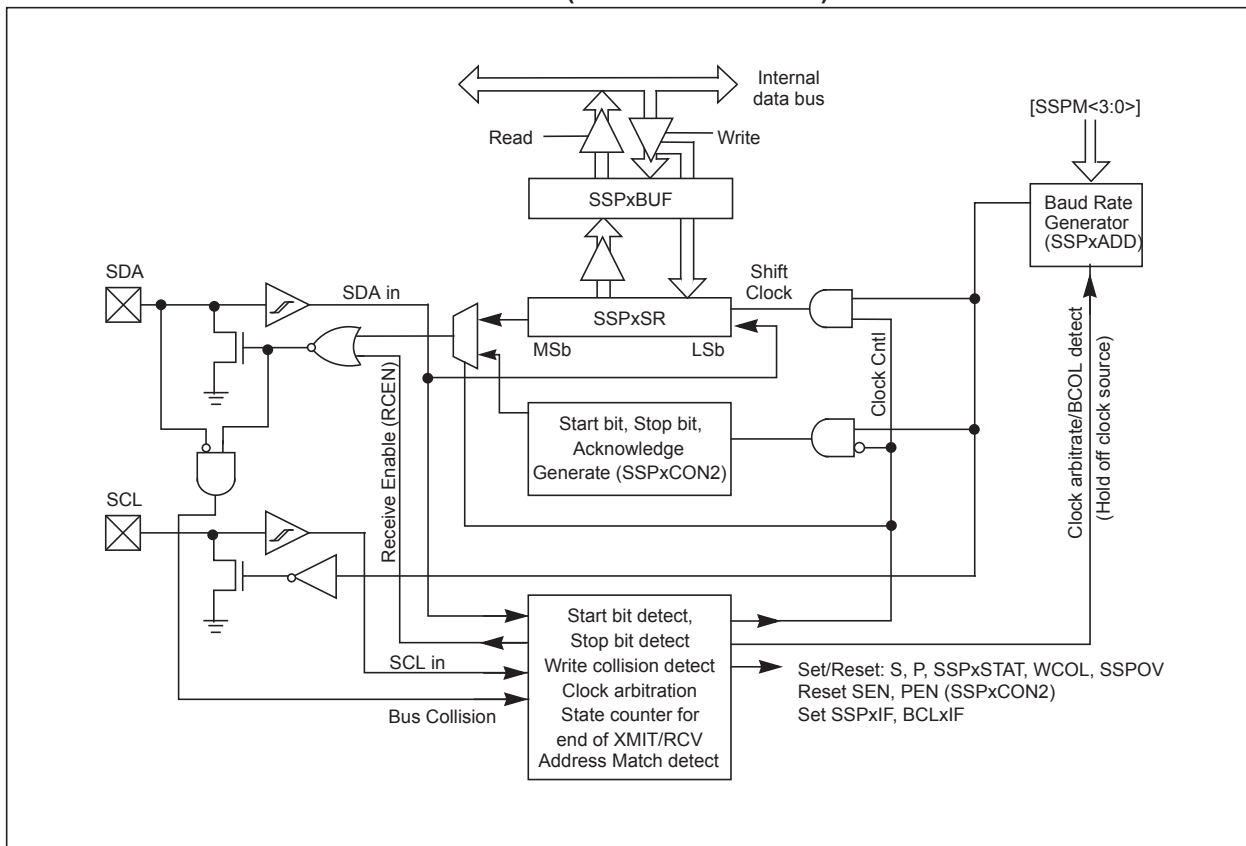 Internal
data bus
[SSPM<3:0>]
Read
Write
SSPxBUF
Baud Rate
Generator
(SSPxADD)
SDA
SDA in
Shift
Clock
SSPxSR
MSb
LSb
Start bit, Stop bit,
Acknowledge
Generate (SSPxCON2)
Clock Cntl
Receive Enable (RCEN)
Clock arbitrate/BCOL detect
(Hold off clock source)
SCL
SCL in
Bus Collision
Start bit detect,
Stop bit detect
Write collision detect
Clock arbitration
State counter for
end of XMIT/RCV
Address Match detect
Set/Reset: S, P, SSPxSTAT, WCOL, SSPOV
Reset SEN, PEN (SSPxCON2)
Set SSPxIF, BCLxIF